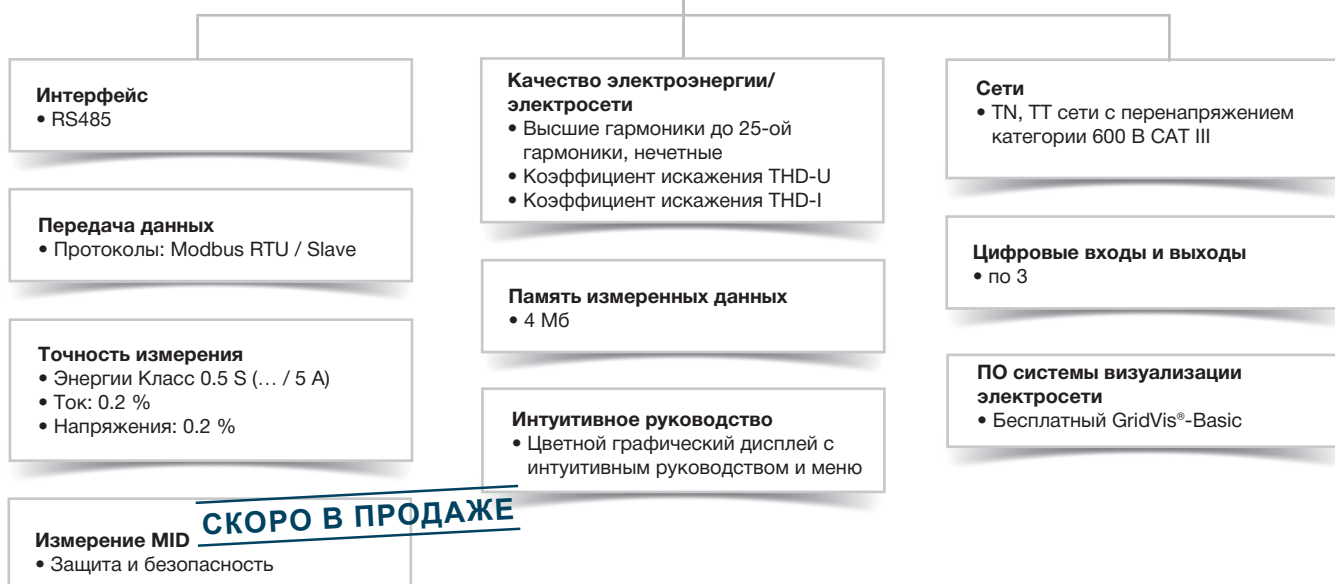 Интерфейс
• RS485
Передача данных
• Протоколы: Modbus RTU / Slave
Точность измерения
• Энергии Класс 0.5 S (… / 5 A)
• Ток: 0.2 %
• Напряжения: 0.2 %
Измерение MID
• Защита и безопасность
СКОРО В ПРОДАЖЕ
Качество электроэнергии/
электросети
• Высшие гармоники до 25-ой
гармоники, нечетные
• Коэффициент искажения THD-U
• Коэффициент искажения THD-I
Память измеренных данных
• 4 Мб
Интуитивное руководство
• Цветной графический дисплей с
интуитивным руководством и меню
Сети
• TN, TT сети с перенапряжением
категории 600 В CAT III
Цифровые входы и выходы
• по 3
ПО системы визуализации
электросети
• Бесплатный GridVis®-Basic